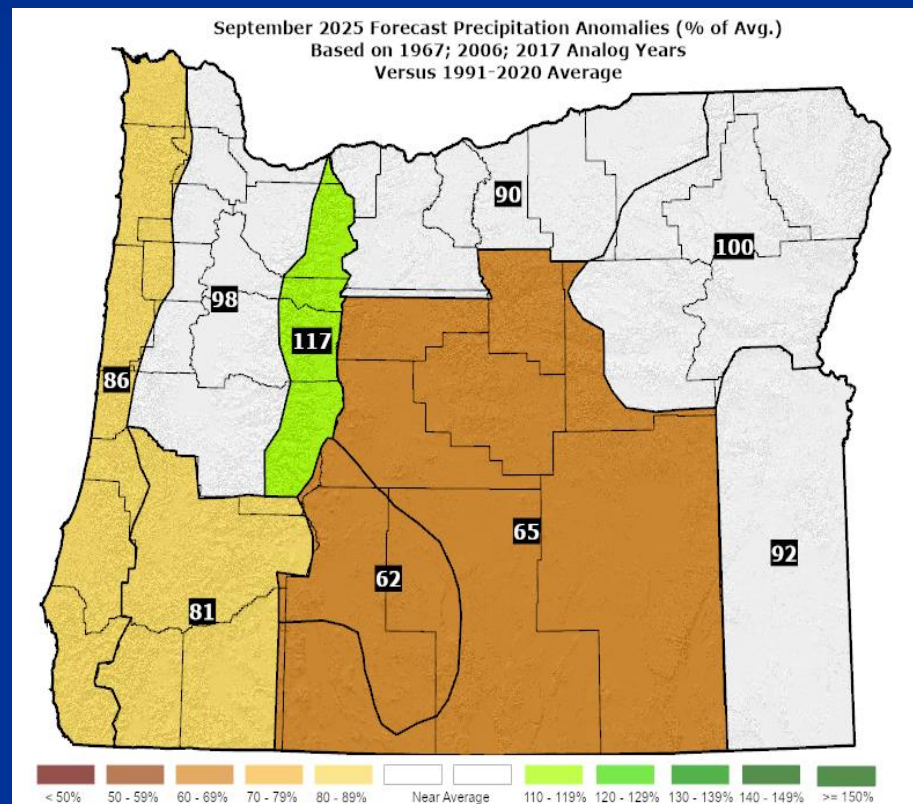 September 2025 Forecast Precipitation Anomalies (% of Avg.)
Based on 1967; 2006; 2017 Analog Years
Versus 1991-2020 Average
90
100
98
117
86
65
92
62
81
< 50%
50 - 59%
60 - 69%
70 - 79%
80 - 89%
Near Average
110 - 119%
120 - 129%
130 - 139%
140 - 149%
>= 150%